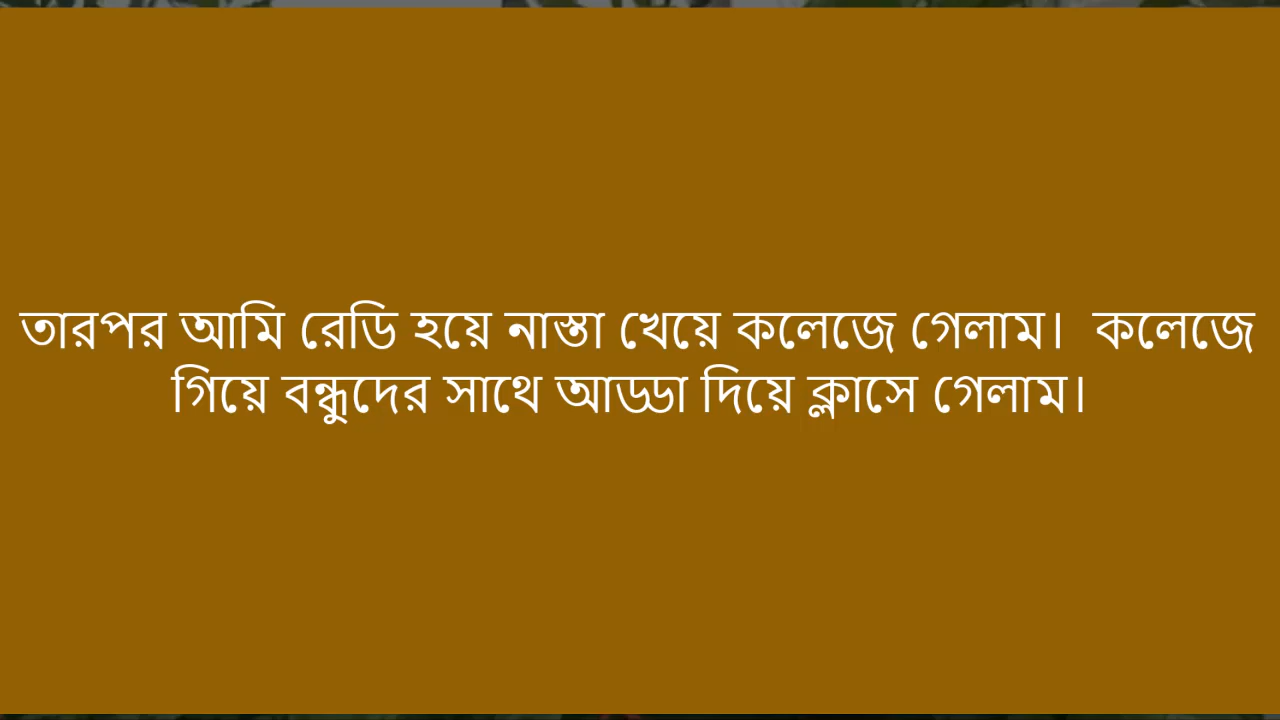 তারপর আমি রেডি হয়ে নাস্তা খেয়ে কলেজে গেলাম।  কলেজে
গিয়ে বন্ধুদের সাথে আড্ডা দিয়ে ক্লাসে গেলাম।